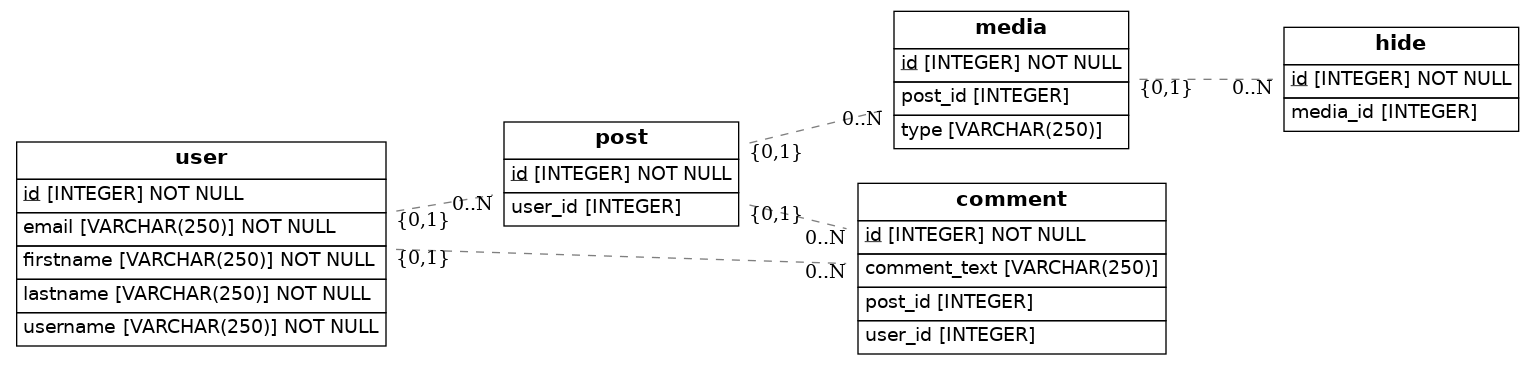 user
id [INTEGER] NOT NULL
email [VARCHAR(250)] NOT NULL
firstname [VARCHAR(250)] NOT NULL
lastname [VARCHAR(250)] NOT NULL
username [VARCHAR(250)] NOT NULL
{0,1}
0..N
{0,1}
0..N
post
id [INTEGER] NOT NULL
user_id [INTEGER]
{0,1}
0..N
{0,1}
0..N
media
id [INTEGER] NOT NULL
post_id [INTEGER]
type [VARCHAR(250)]
{0,1}
0..N
comment
id [INTEGER] NOT NULL
comment_text [VARCHAR(250)]
post_id [INTEGER]
user_id [INTEGER]
hide
id [INTEGER] NOT NULL
media_id [INTEGER]